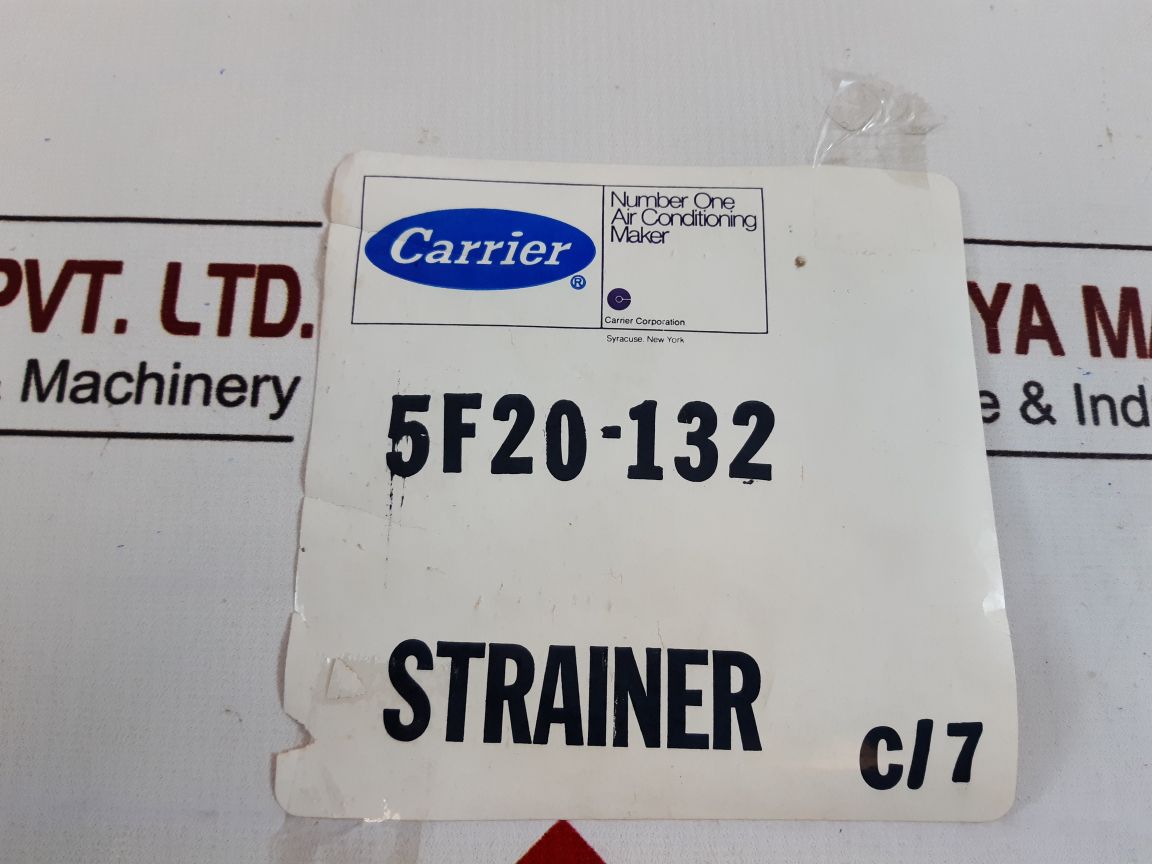 Carrier®
Number One
Air Conditioning
Maker
Carrier Corporation
Syracuse, New York
PVT. LTD.
Machinery
YA M
e & Ind
5F20-132
STRAINER
C/7